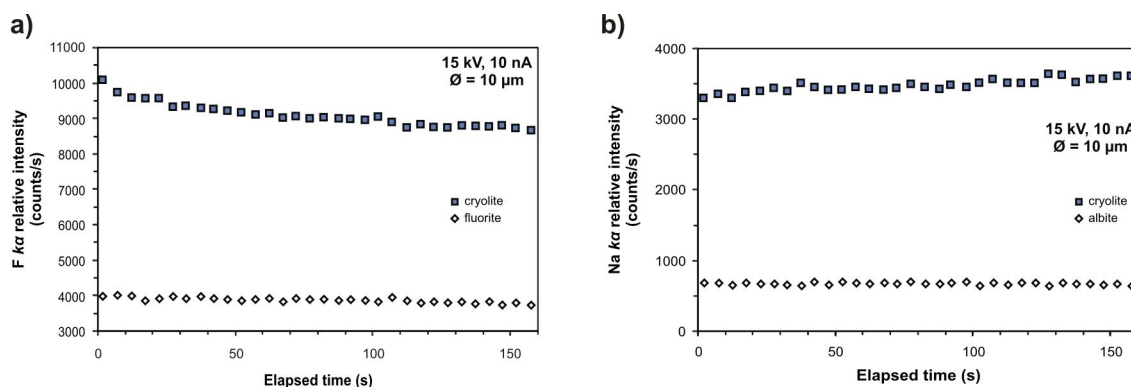 a)
F kα relative intensity
(counts/s)
11000
10000
9000
8000
7000
6000
5000
4000
3000
15 kV, 10 nA
Ø = 10 µm
cryolite
fluorite
0
50
100
150
Elapsed time (s)
b)
Na kα relative intensity
(counts/s)
4000
3000
2000
1000
0
15 kV, 10 nA
Ø = 10 µm
cryolite
albite
0
50
100
150
Elapsed time (s)